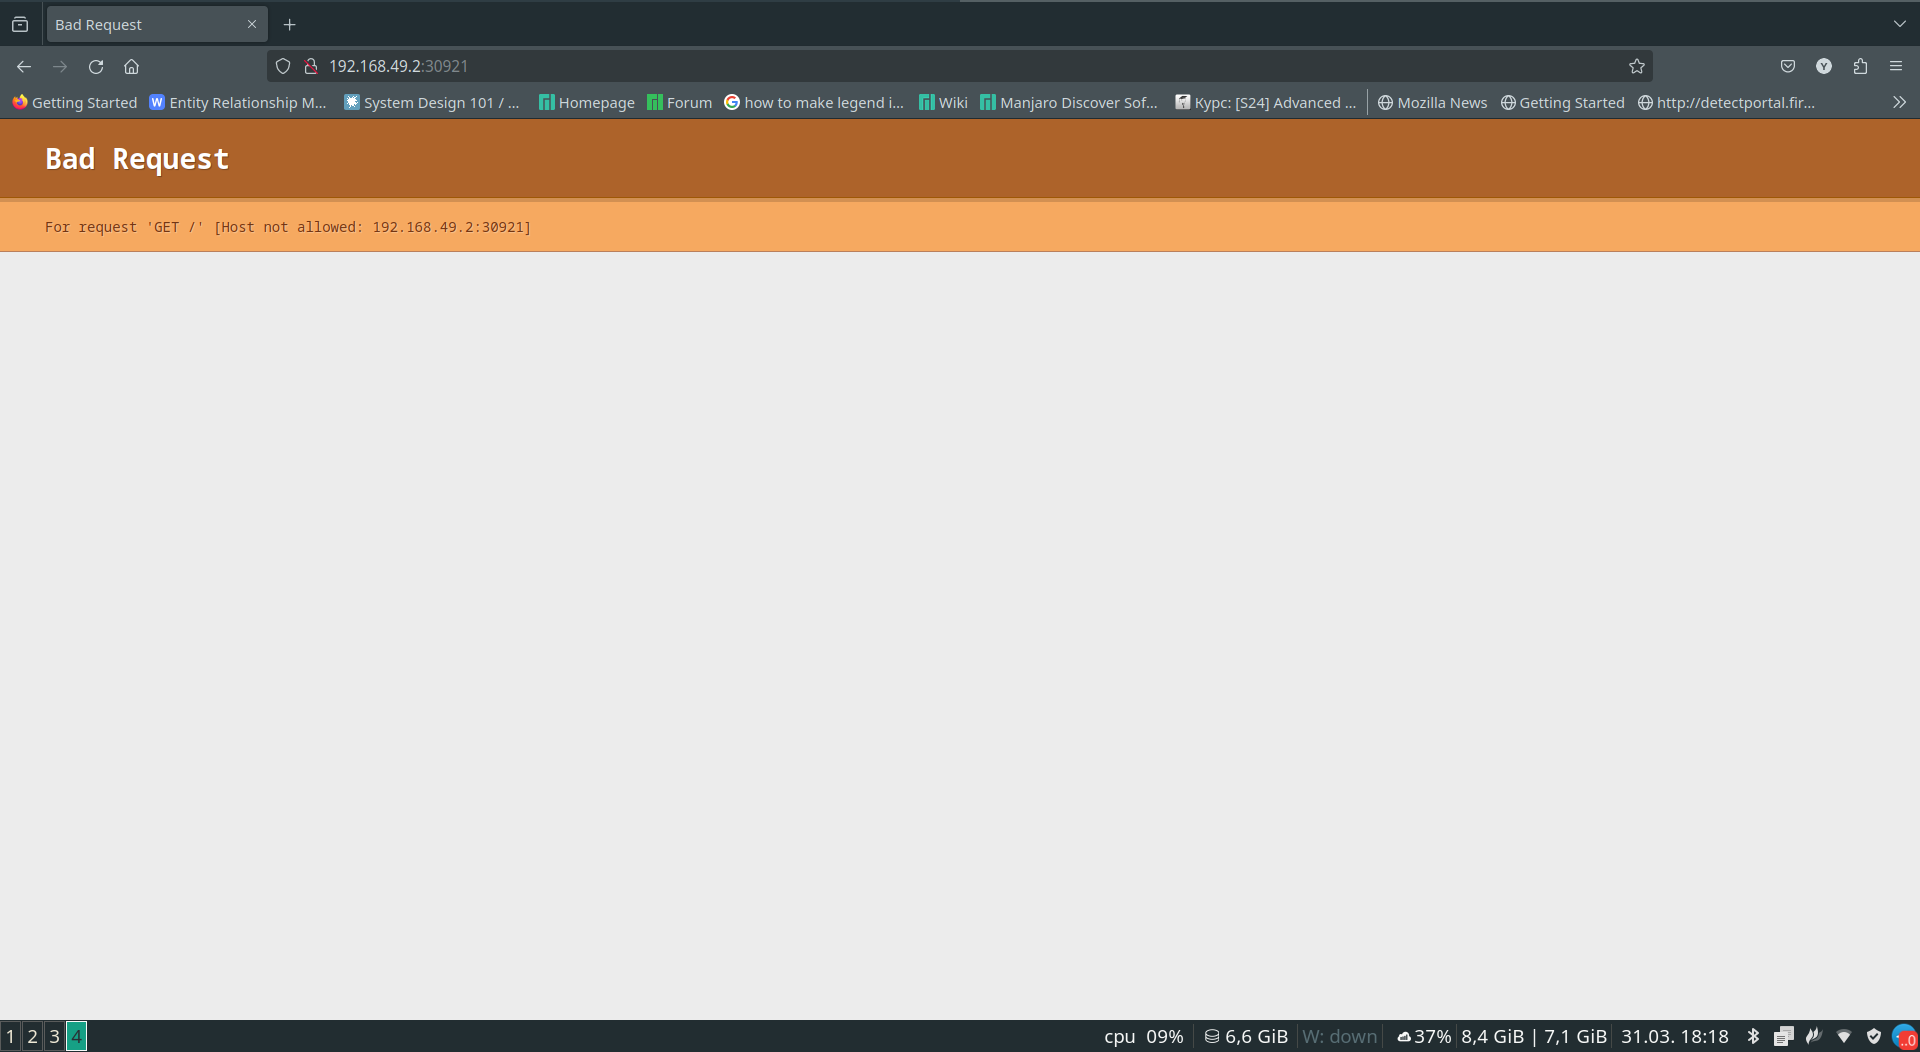 Bad Request
192.168.49.2:30921
Getting Started Entity Relationship M... System Design 101 / ... Homepage Forum how to make legend i... Wiki Manjaro Discover Sof... Курс: [S24] Advanced ... Mozilla News Getting Started http://detectportal.fir...
Bad Request
For request 'GET /' [Host not allowed: 192.168.49.2:30921]
1 2 3 4 cpu 09% 6,6 GiB W: down 37% 8,4 GiB | 7,1 GiB 31.03. 18:18 ..0